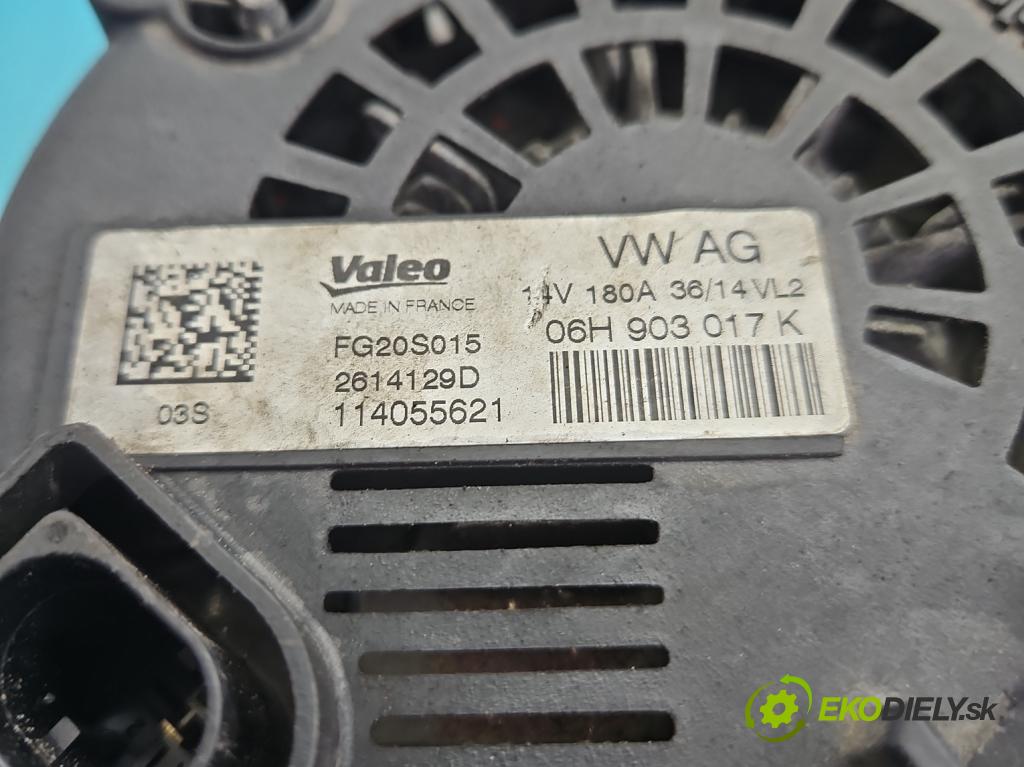 Valeo
MADE IN FRANCE
FG20S015
2614129D
114055621
03S
VW AG
14V 180A 36/14 VL2
06H 903 017 K
EKODIELY.sk